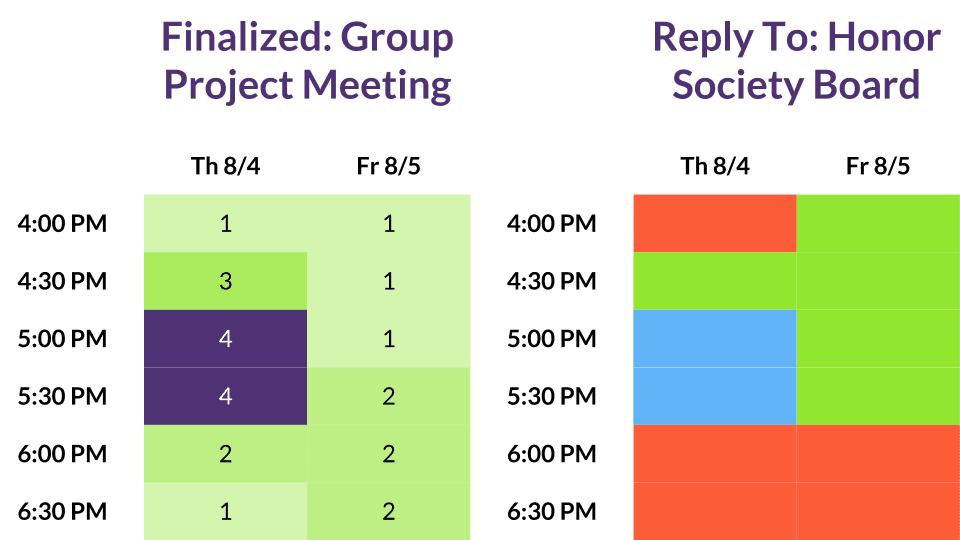 Finalized: Group
Project Meeting
Th 8/4 Fr 8/5
4:00 PM 1 1
4:30 PM 3 1
5:00 PM 4 1
5:30 PM 4 2
6:00 PM 2 2
6:30 PM 1 2
Reply To: Honor
Society Board
Th 8/4 Fr 8/5
4:00 PM
4:30 PM
5:00 PM
5:30 PM
6:00 PM
6:30 PM